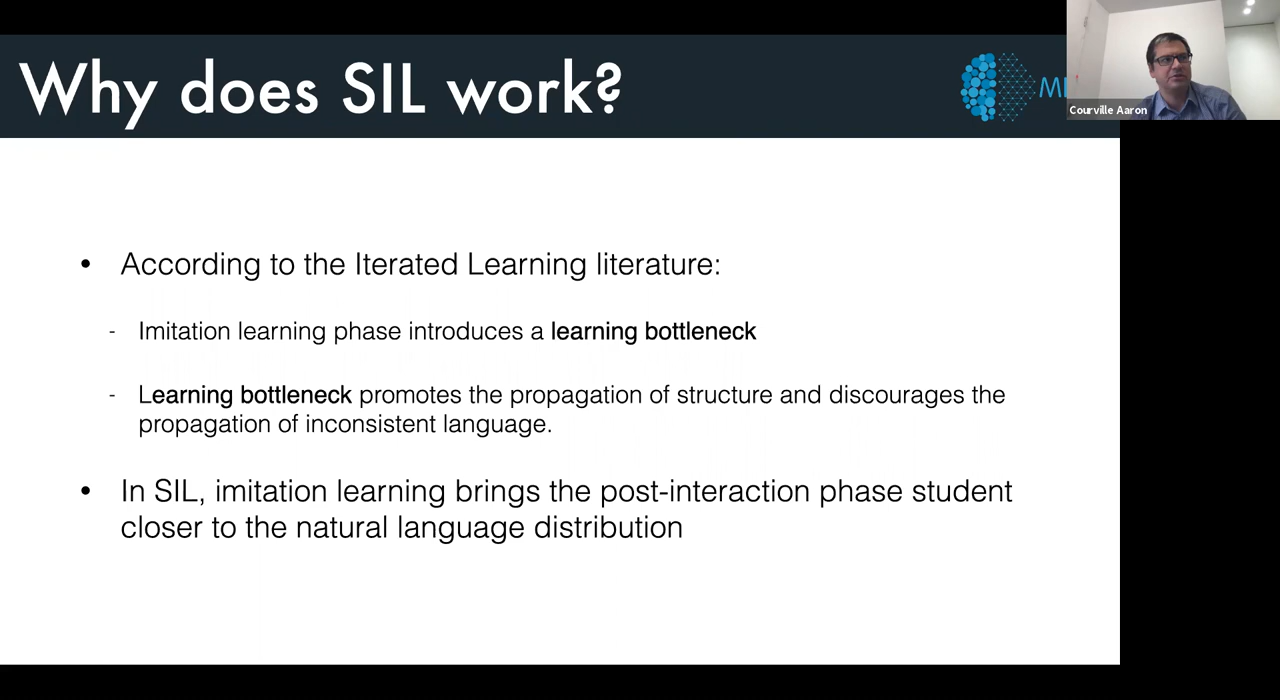 Why does SIL work?
MI
Courville Aaron
• According to the Iterated Learning literature:
- Imitation learning phase introduces a learning bottleneck
- Learning bottleneck promotes the propagation of structure and discourages the
propagation of inconsistent language.
• In SIL, imitation learning brings the post-interaction phase student
closer to the natural language distribution